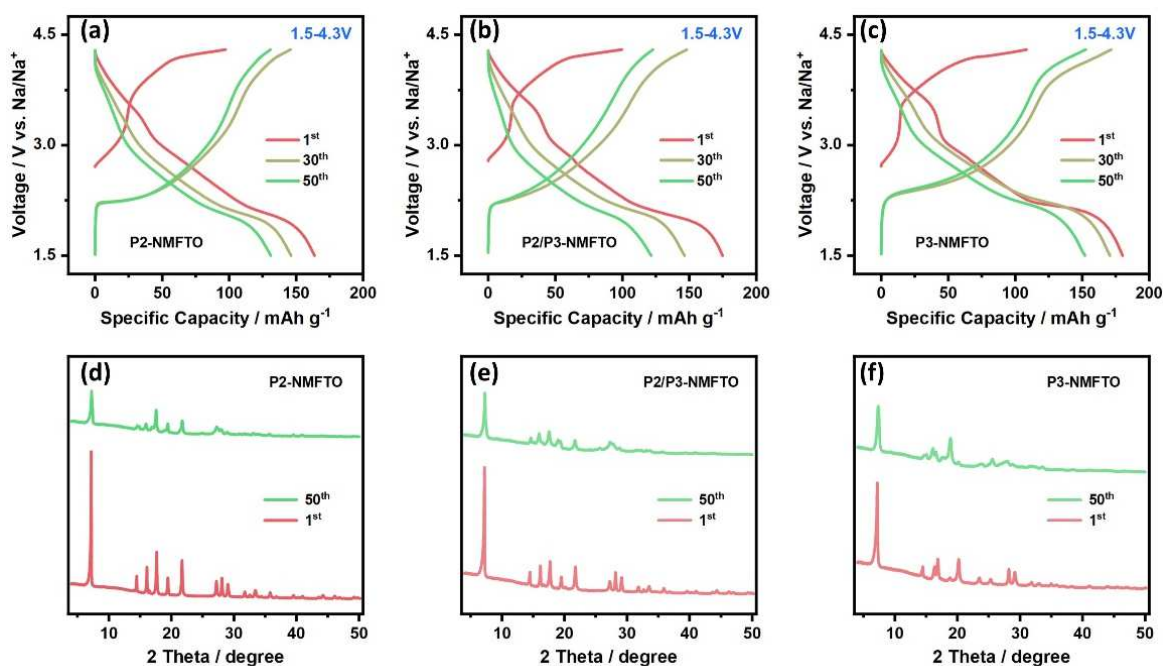 (a)
1.5-4.3V
4.5
3.0
1.5
Voltage / V vs. Na/Na⁺
1ˢᵗ
30ᵗʰ
50ᵗʰ
P2-NMFTO
0 50 100 150 200
Specific Capacity / mAh g⁻¹
(b)
1.5-4.3V
4.5
3.0
1.5
Voltage / V vs. Na/Na⁺
1ˢᵗ
30ᵗʰ
50ᵗʰ
P2/P3-NMFTO
0 50 100 150 200
Specific Capacity / mAh g⁻¹
(c)
1.5-4.3V
4.5
3.0
1.5
Voltage / V vs. Na/Na⁺
1ˢᵗ
30ᵗʰ
50ᵗʰ
P3-NMFTO
0 50 100 150 200
Specific Capacity / mAh g⁻¹
(d)
P2-NMFTO
50ᵗʰ
1ˢᵗ
10 20 30 40 50
2 Theta / degree
(e)
P2/P3-NMFTO
50ᵗʰ
1ˢᵗ
10 20 30 40 50
2 Theta / degree
(f)
P3-NMFTO
50ᵗʰ
1ˢᵗ
10 20 30 40 50
2 Theta / degree